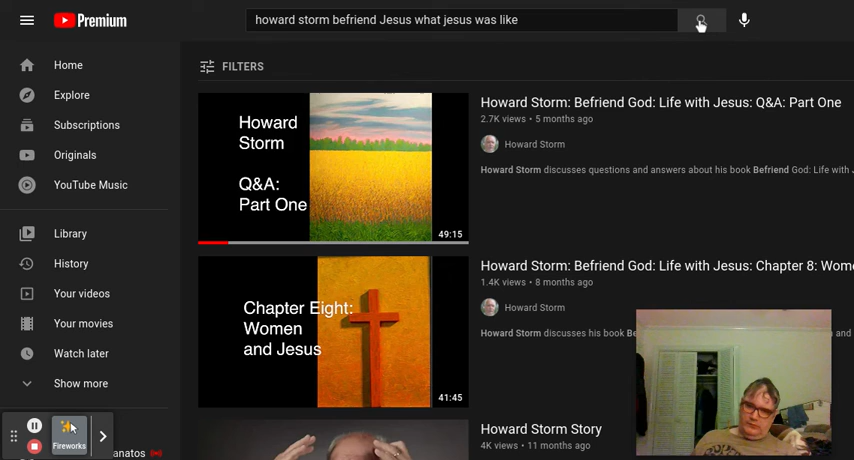 Premium
howard storm befriend Jesus what jesus was like
Home
Explore
Subscriptions
Originals
YouTube Music
Library
History
Your videos
Your movies
Watch later
Show more
Fireworks
anatos
FILTERS
Howard
Storm
Q&A:
Part One
49:15
Howard Storm: Befriend God: Life with Jesus: Q&A: Part One
2.7K views • 5 months ago
Howard Storm
Howard Storm discusses questions and answers about his book Befriend God: Life with J
Chapter Eight:
Women
and Jesus
41:45
Howard Storm: Befriend God: Life with Jesus: Chapter 8: Wome
1.4K views • 8 months ago
Howard Storm
Howard Storm discusses his book Be
and
Howard Storm Story
4K views • 11 months ago